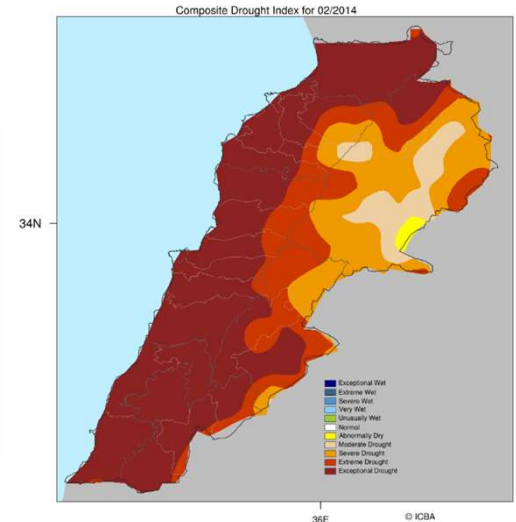 Composite Drought Index for 02/2014
34N
Exceptional Wet
Extreme Wet
Severe Wet
Very Wet
Unusually Wet
Normal
Abnormally Dry
Moderate Drought
Severe Drought
Extreme Drought
Exceptional Drought
36E
© ICBA